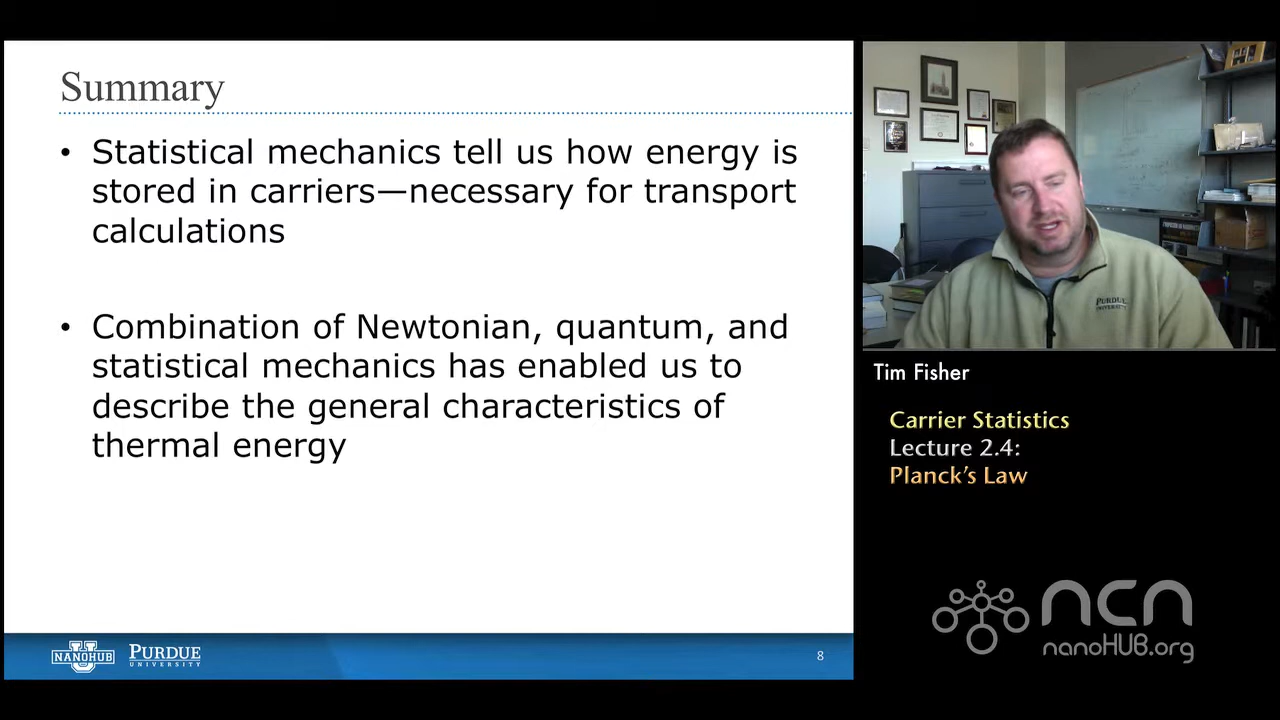 Summary
• Statistical mechanics tell us how energy is
stored in carriers—necessary for transport
calculations
• Combination of Newtonian, quantum, and
statistical mechanics has enabled us to
describe the general characteristics of
thermal energy
NANOHUB
U
PURDUE
UNIVERSITY
8
PURDUE
UNIVERSITY
Tim Fisher
Carrier Statistics
Lecture 2.4:
Planck's Law
ncn
nanoHUB.org